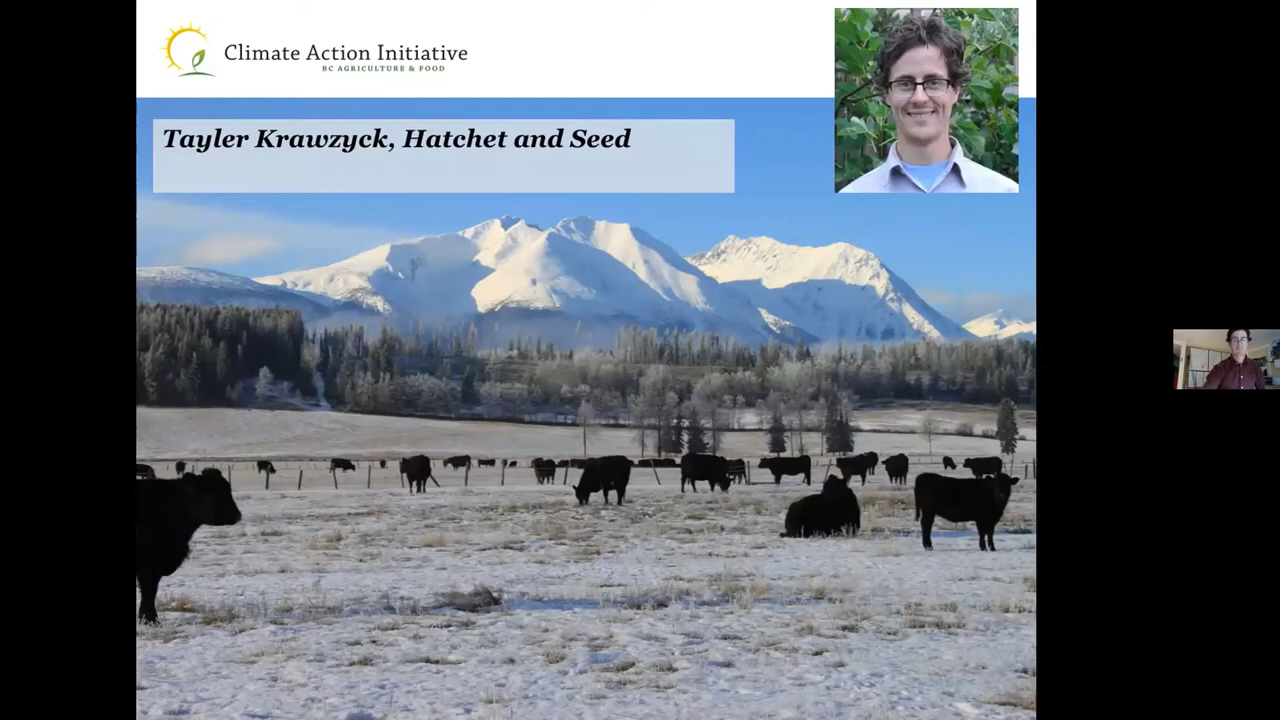 Climate Action Initiative
BC AGRICULTURE & FOOD
Tayler Krawzyck, Hatchet and Seed